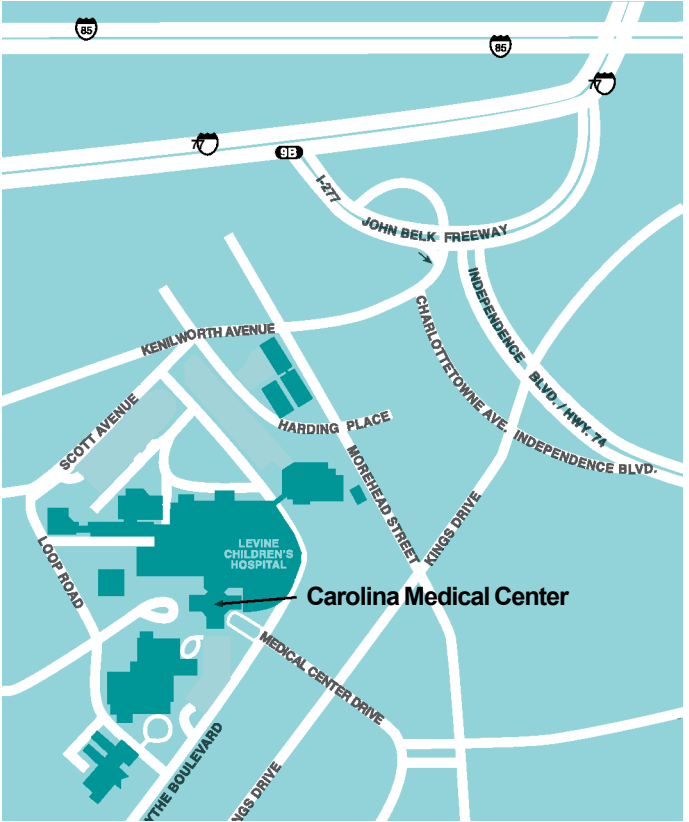 85
85
77
77
9B
I-277
JOHN BELK FREEWAY
INDEPENDENCE BLVD. / HWY. 74
CHARLOTTETOWNE AVE.
INDEPENDENCE BLVD.
KENILWORTH AVENUE
SCOTT AVENUE
HARDING PLACE
MOREHEAD STREET
KINGS DRIVE
LOOP ROAD
LEVINE
CHILDREN'S
HOSPITAL
Carolina Medical Center
MEDICAL CENTER DRIVE
YTHE BOULEVARD
NGS DRIVE